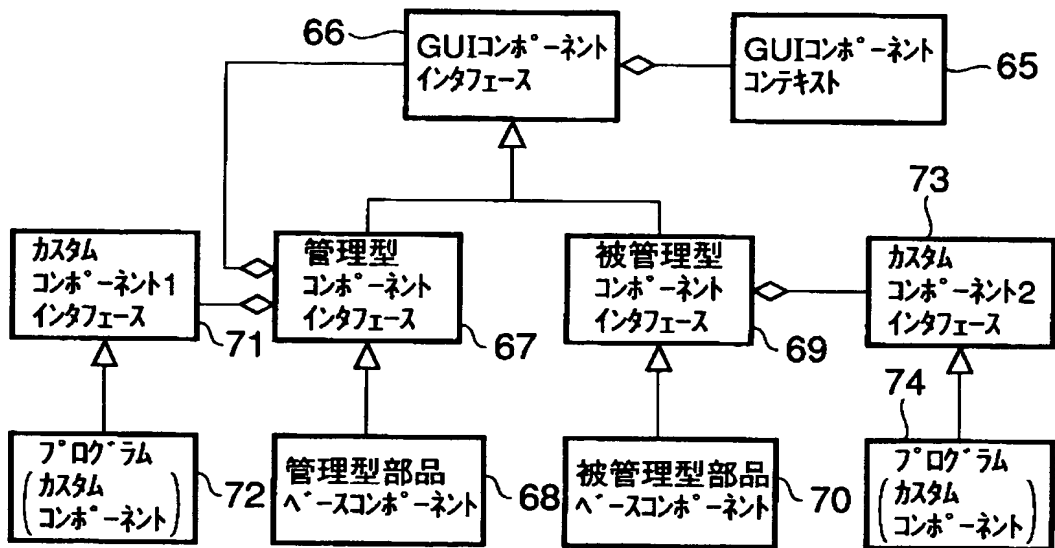 66
GUIコンポーネント
インタフェース
GUIコンポーネント
コンテキスト
65
73
カスタム
コンポーネント1
インタフェース
71
管理型
コンポーネント
インタフェース
67
被管理型
コンポーネント
インタフェース
69
カスタム
コンポーネント2
インタフェース
74
プログラム
(カスタム
コンポーネント)
72
管理型部品
ベースコンポーネント
68
被管理型部品
ベースコンポーネント
70
プログラム
(カスタム
コンポーネント)